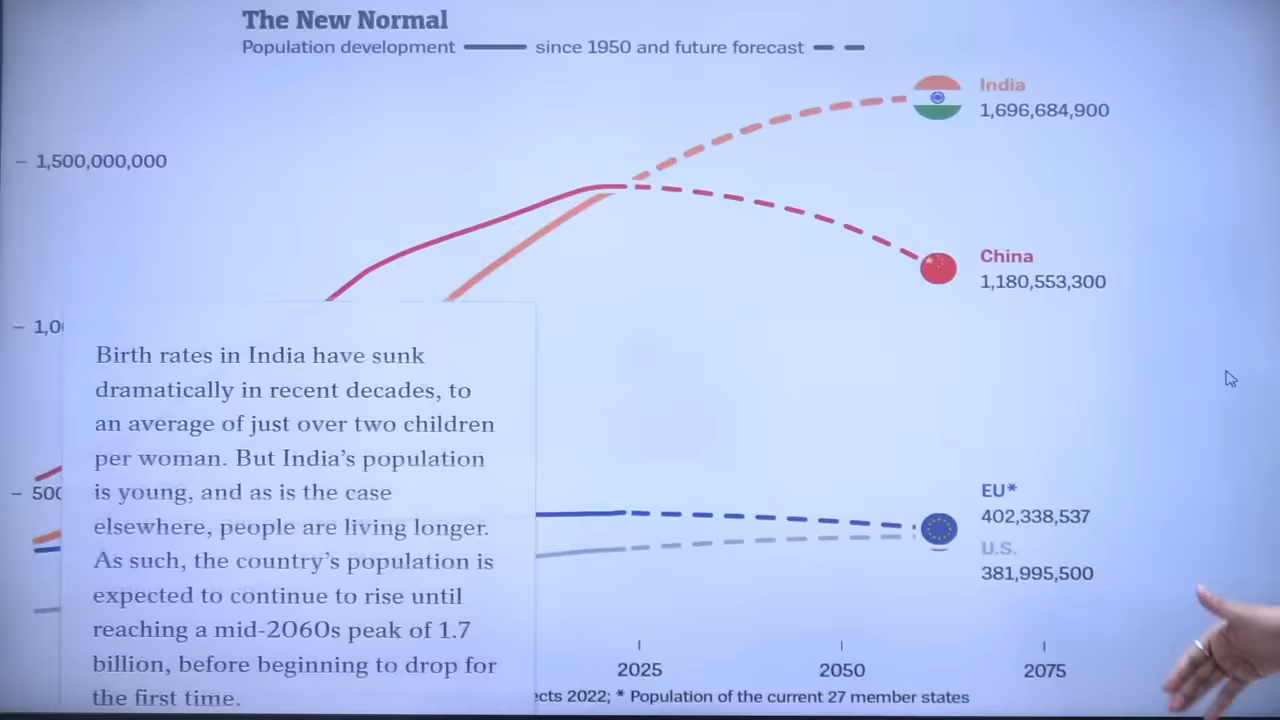 The New Normal
Population development since 1950 and future forecast
India
1,696,684,900
1,500,000,000
China
1,180,553,300
1,0
500
EU*
402,338,537
U.S.
381,995,500
Birth rates in India have sunk
dramatically in recent decades, to
an average of just over two children
per woman. But India's population
is young, and as is the case
elsewhere, people are living longer.
As such, the country's population is
expected to continue to rise until
reaching a mid-2060s peak of 1.7
billion, before beginning to drop for
the first time.
2025 2050 2075
ects 2022; * Population of the current 27 member states